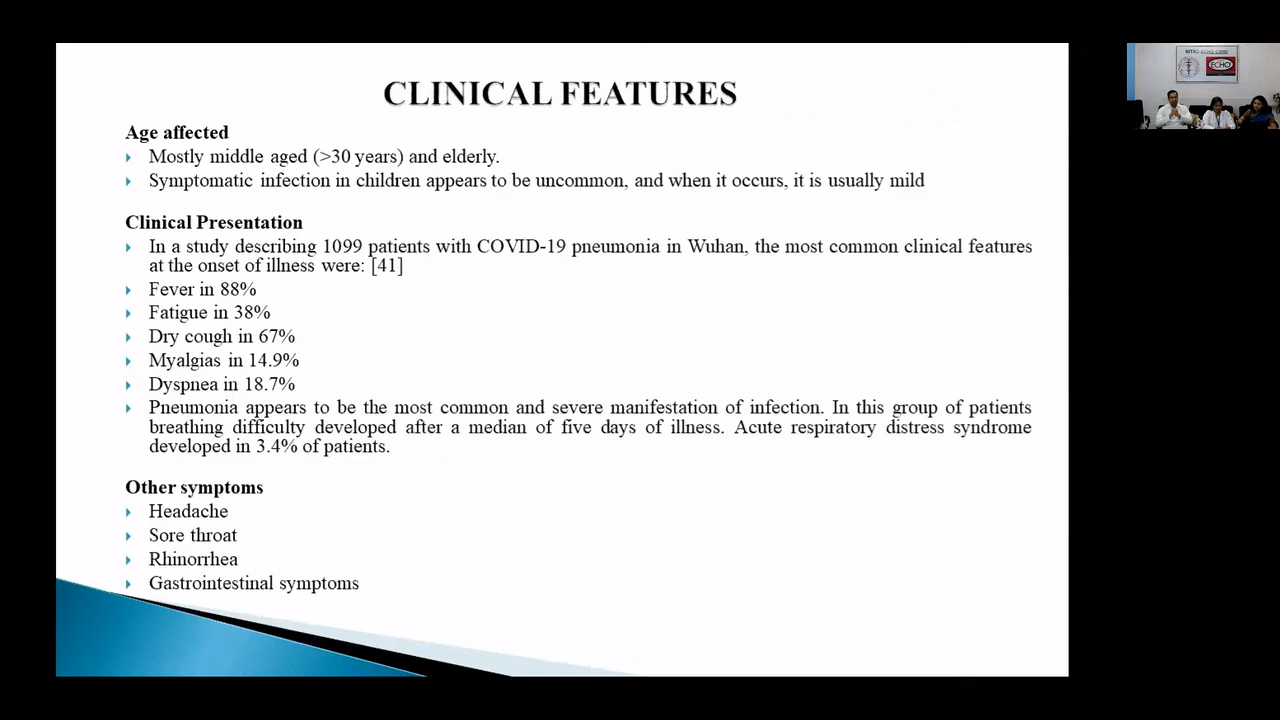 CLINICAL FEATURES
Age affected
Mostly middle aged (>30 years) and elderly.
Symptomatic infection in children appears to be uncommon, and when it occurs, it is usually mild
Clinical Presentation
In a study describing 1099 patients with COVID-19 pneumonia in Wuhan, the most common clinical features
at the onset of illness were: [41]
Fever in 88%
Fatigue in 38%
Dry cough in 67%
Myalgias in 14.9%
Dyspnea in 18.7%
Pneumonia appears to be the most common and severe manifestation of infection. In this group of patients
breathing difficulty developed after a median of five days of illness. Acute respiratory distress syndrome
developed in 3.4% of patients.
Other symptoms
Headache
Sore throat
Rhinorrhea
Gastrointestinal symptoms
ECHO